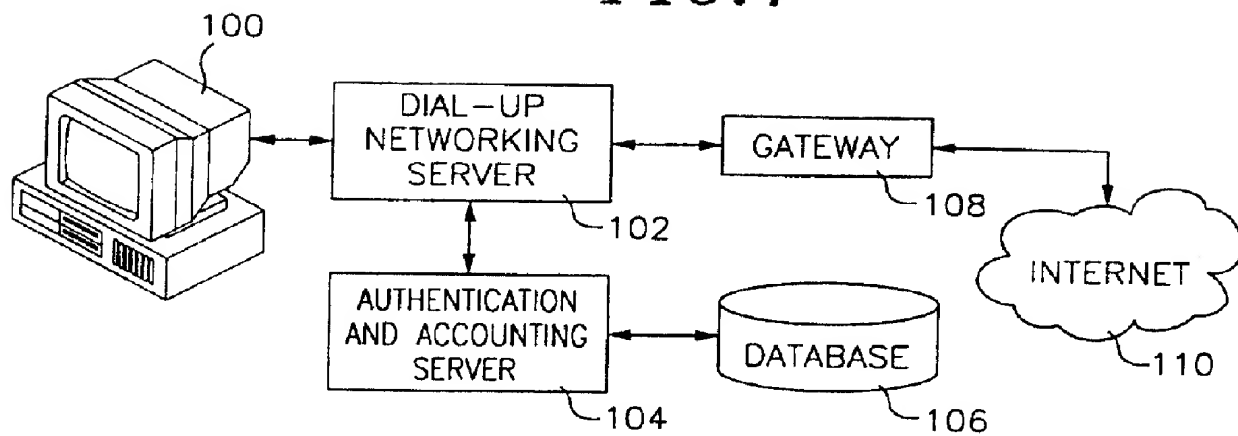 100
DIAL-UP
NETWORKING
SERVER
102
GATEWAY
108
INTERNET
110
AUTHENTICATION
AND ACCOUNTING
SERVER
104
DATABASE
106